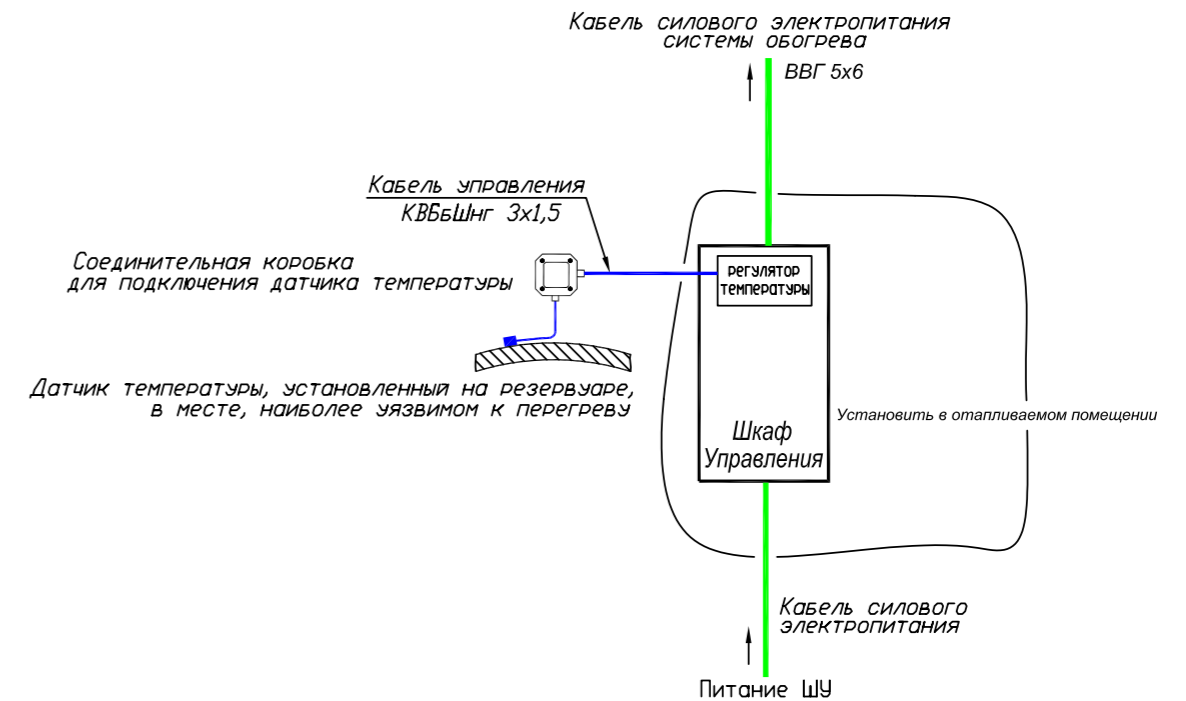 Кабель силового электропитания
системы обогрева
ВВГ 5х6
Кабель управления
КВБбШнг 3х1,5
Соединительная коробка
для подключения датчика температуры
РЕГУЛЯТОР
ТЕМПЕРАТУРЫ
Датчик температуры, установленный на резервуаре,
в месте, наиболее уязвимом к перегреву
Установить в отапливаемом помещении
Шкаф
Управления
Кабель силового
электропитания
Питание ШУ